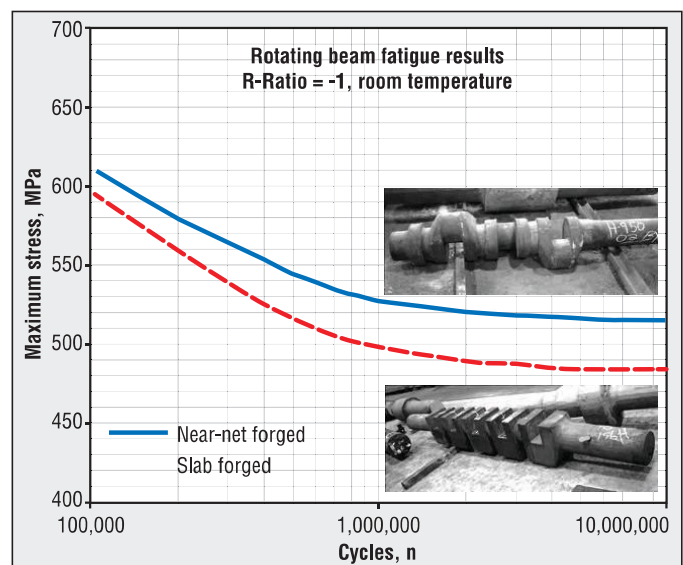 Rotating beam fatigue results
R-Ratio = -1, room temperature
Maximum stress, MPa
700
650
600
550
500
450
400
H-950
Near-net forged
Slab forged
100,000
1,000,000
10,000,000
Cycles, n